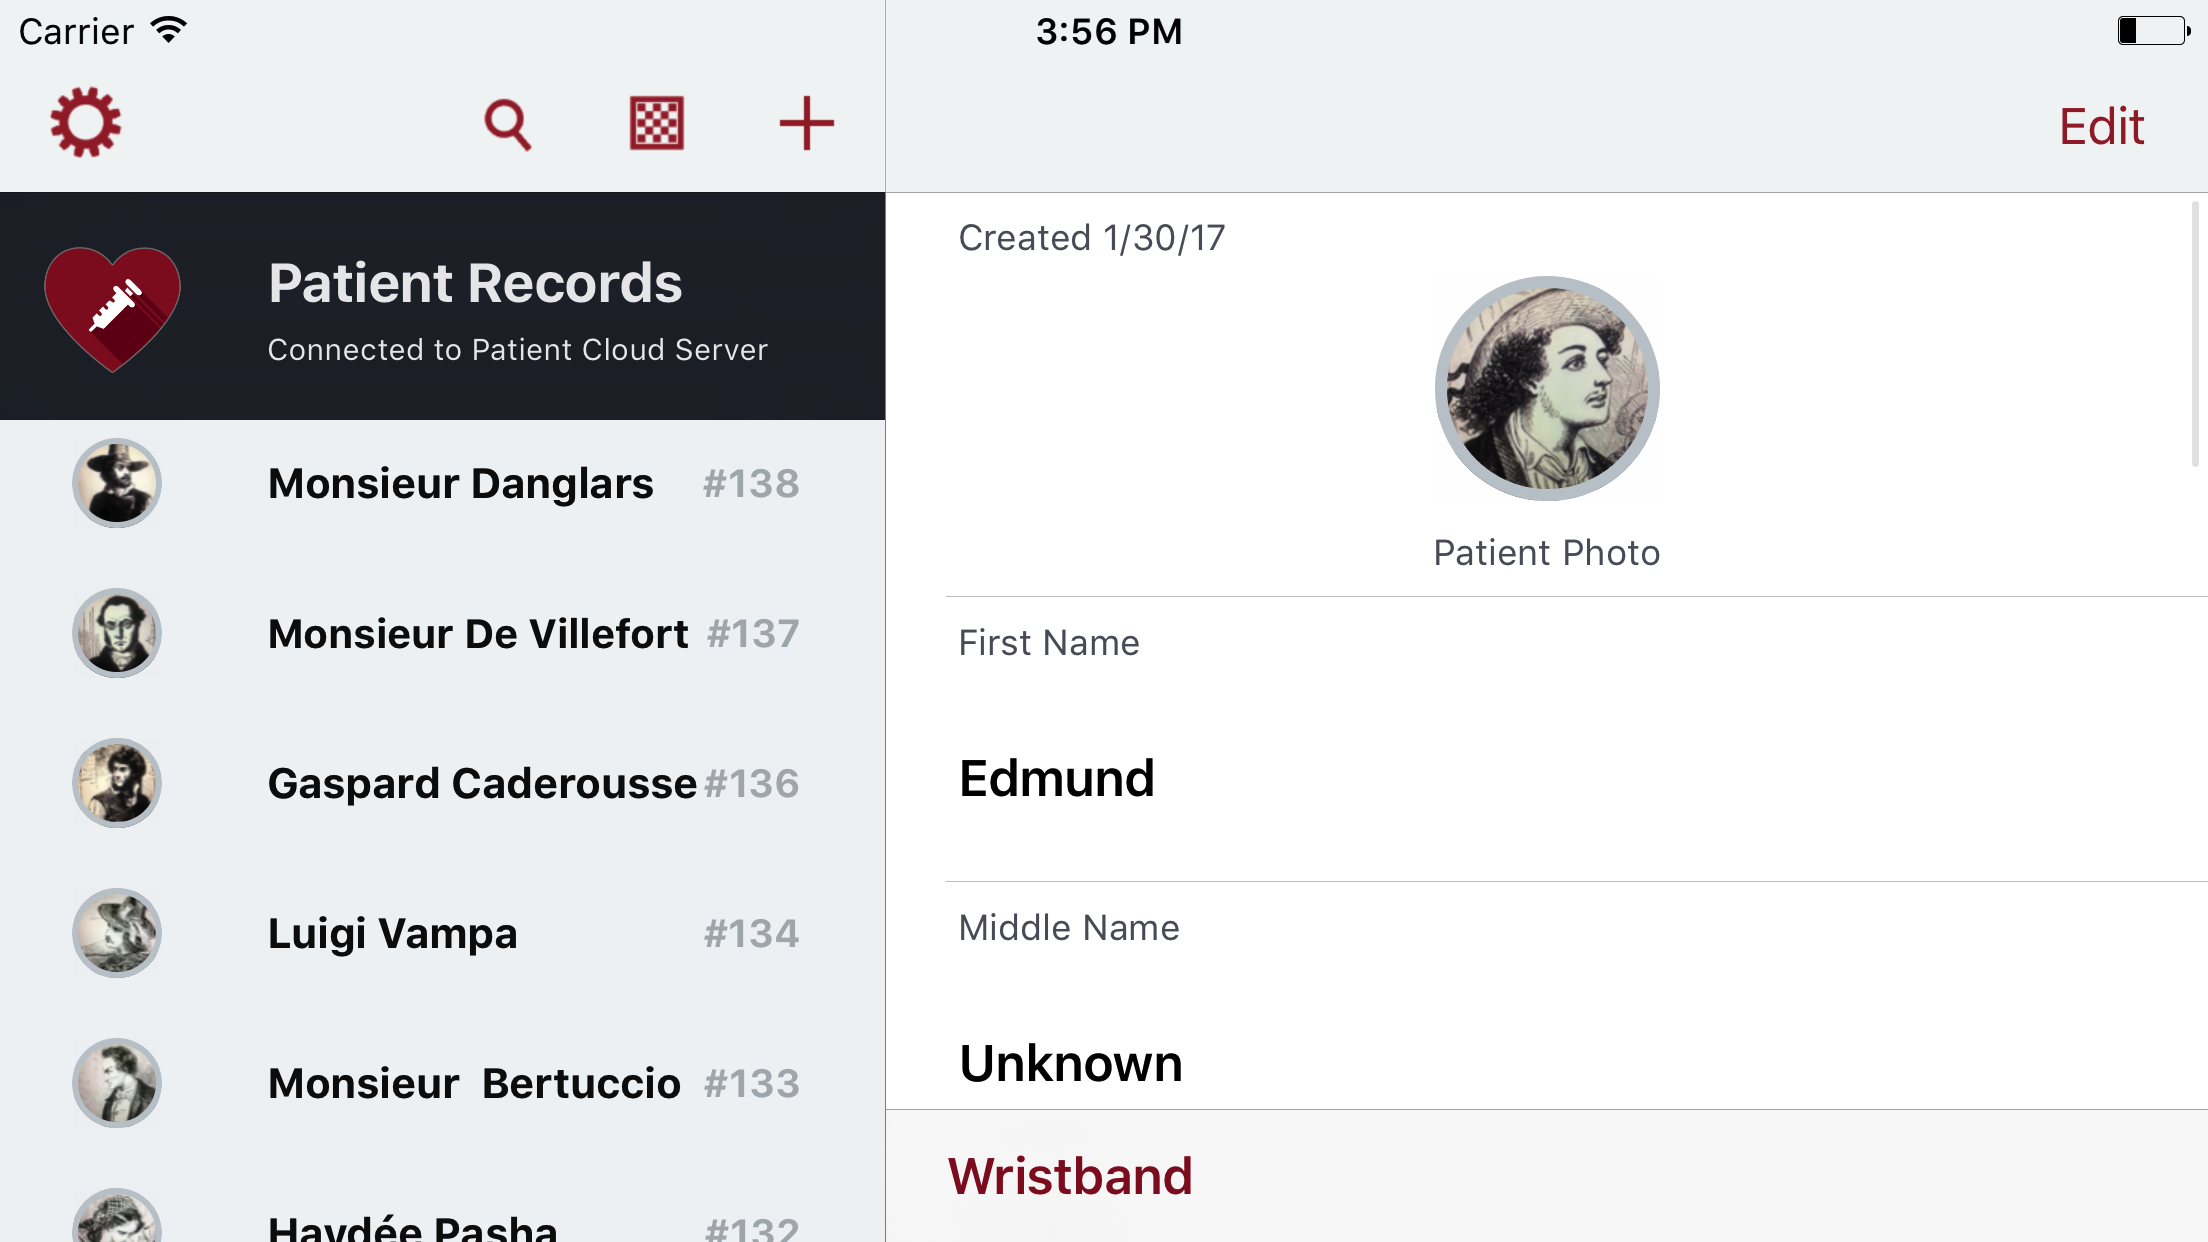 Carrier
3:56 PM
Edit
Patient Records
Connected to Patient Cloud Server
Monsieur Danglars #138
Monsieur De Villefort #137
Gaspard Caderousse #136
Luigi Vampa #134
Monsieur  Bertuccio #133
Haydée Pasha #132
Created 1/30/17
Patient Photo
First Name
Edmund
Middle Name
Unknown
Wristband